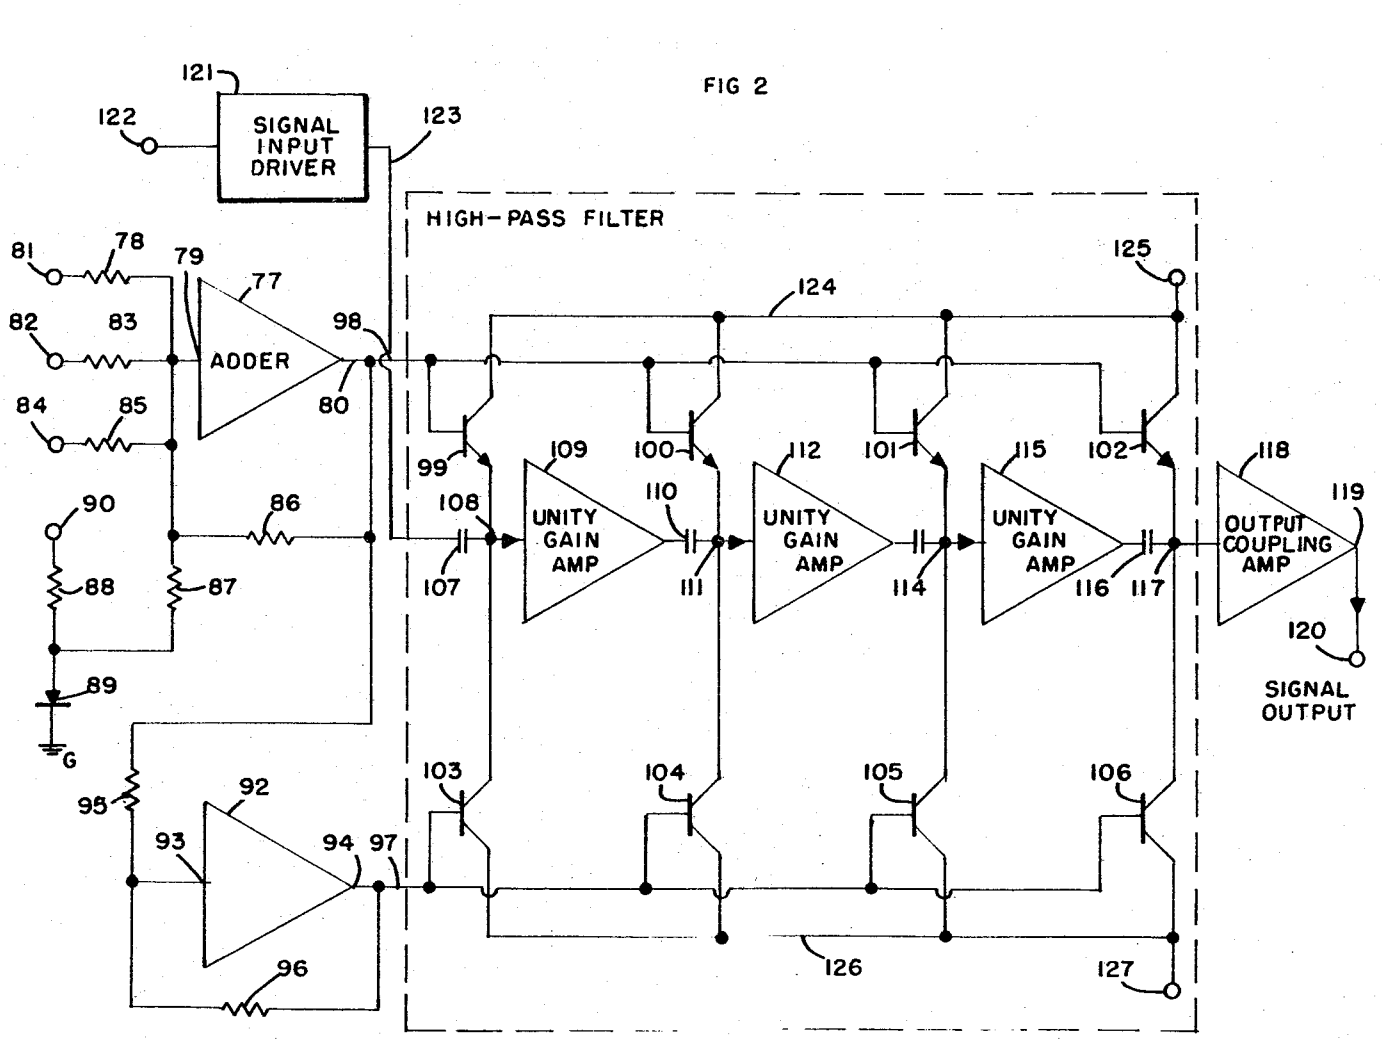 FIG 2
121
122
SIGNAL
INPUT
DRIVER
123
HIGH-PASS FILTER
81
78
79
77
125
124
82
83
98
ADDER
84
85
80
99
109
100
112
101
115
102
118
90
86
108
110
119
UNITY
GAIN
AMP
UNITY
GAIN
AMP
UNITY
GAIN
AMP
OUTPUT
COUPLING
AMP
88
87
107
111
114
116
117
120
89
SIGNAL
OUTPUT
G
103
104
105
106
95
92
93
94
97
96
126
127